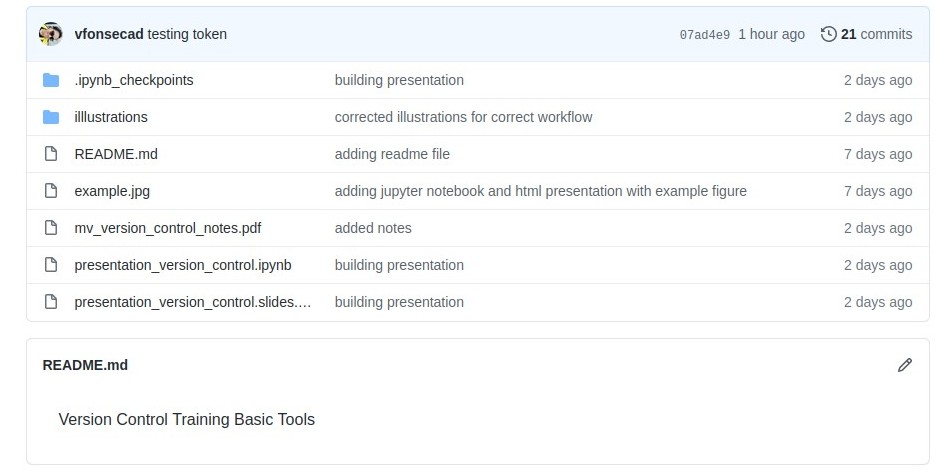 vfonsecad testing token 07ad4e9 1 hour ago 21 commits
.ipynb_checkpoints building presentation 2 days ago
illlustrations corrected illustrations for correct workflow 2 days ago
README.md adding readme file 7 days ago
example.jpg adding jupyter notebook and html presentation with example figure 7 days ago
mv_version_control_notes.pdf added notes 2 days ago
presentation_version_control.ipynb building presentation 2 days ago
presentation_version_control.slides.… building presentation 2 days ago
README.md
Version Control Training Basic Tools